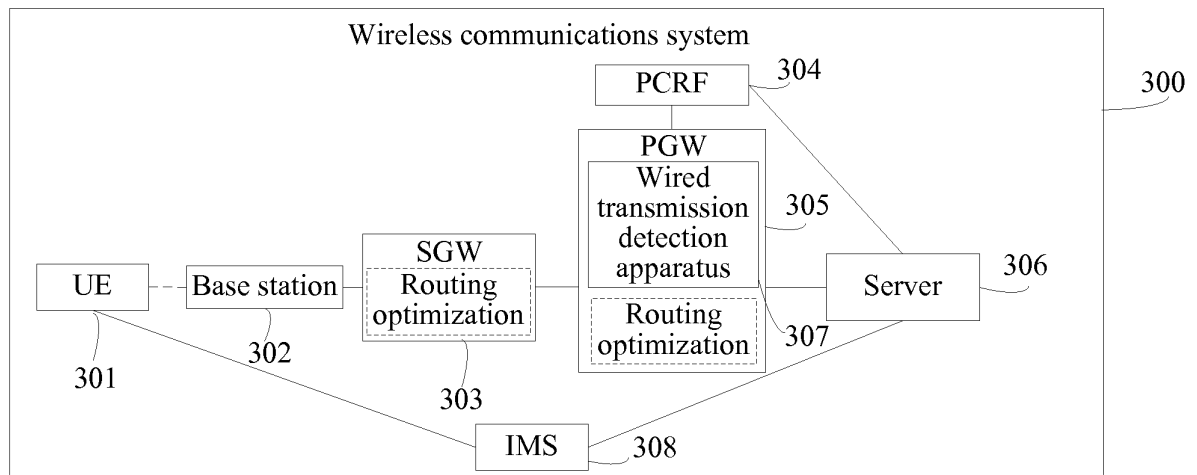 Wireless communications system
PCRF
304
300
PGW
Wired
transmission
detection
apparatus
305
SGW
Routing
optimization
UE
Base station
Server
306
Routing
optimization
307
301
302
303
IMS
308